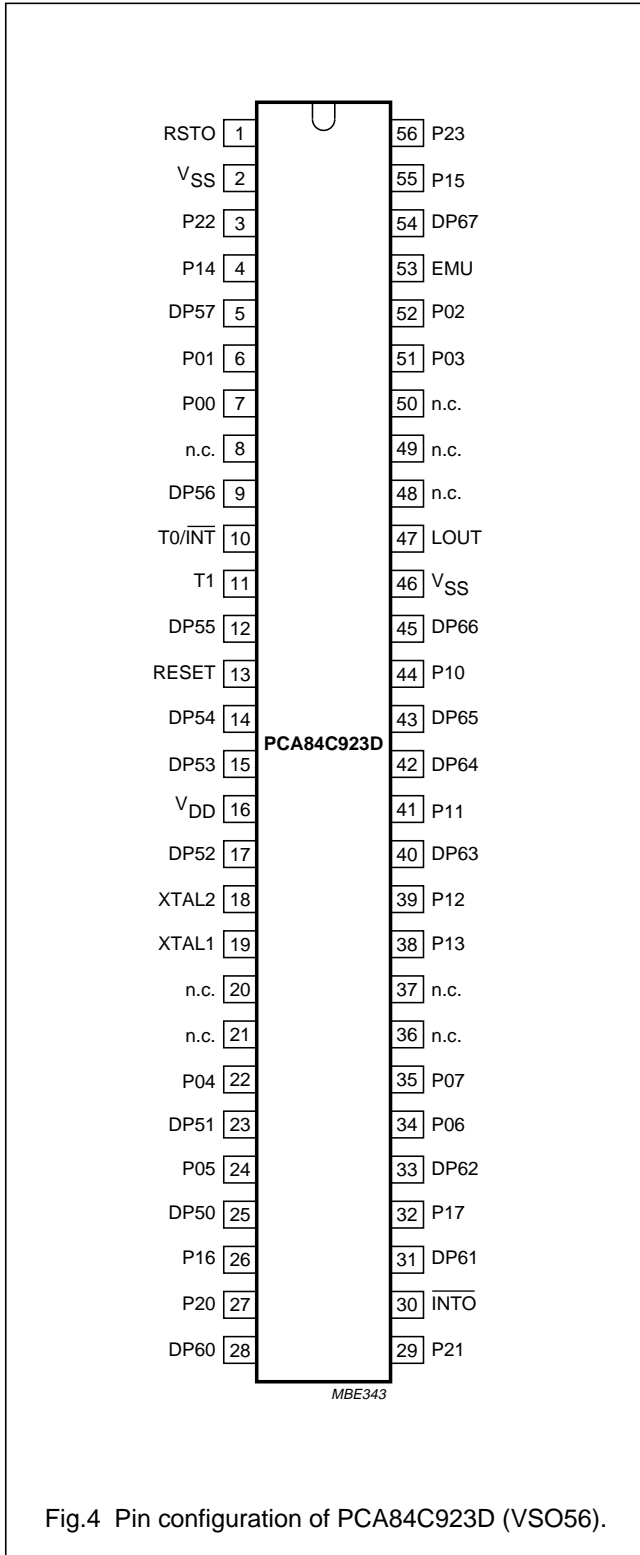 RSTO 1 56 P23
VSS 2 55 P15
P22 3 54 DP67
P14 4 53 EMU
DP57 5 52 P02
P01 6 51 P03
P00 7 50 n.c.
n.c. 8 49 n.c.
DP56 9 48 n.c.
T0/I̅N̅T̅ 10 47 LOUT
T1 11 46 VSS
DP55 12 45 DP66
RESET 13 44 P10
DP54 14 43 DP65
PCA84C923D
DP53 15 42 DP64
VDD 16 41 P11
DP52 17 40 DP63
XTAL2 18 39 P12
XTAL1 19 38 P13
n.c. 20 37 n.c.
n.c. 21 36 n.c.
P04 22 35 P07
DP51 23 34 P06
P05 24 33 DP62
DP50 25 32 P17
P16 26 31 DP61
P20 27 30 I̅N̅T̅O̅
DP60 28 29 P21
MBE343
Fig.4 Pin configuration of PCA84C923D (VSO56).